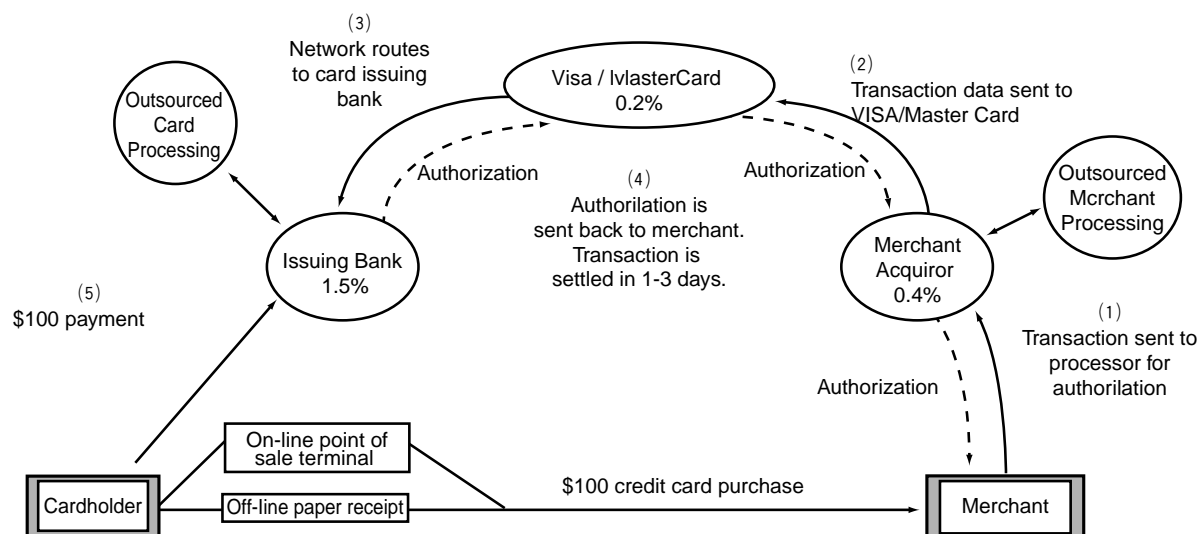 (3)
Network routes
to card issuing
bank
Visa / lvlasterCard
0.2%
(2)
Transaction data sent to
VISA/Master Card
Outsourced
Card
Processing
Authorization
(4)
Authorilation is
sent back to merchant.
Transaction is
settled in 1-3 days.
Authorization
Outsourced
Mcrchant
Processing
Issuing Bank
1.5%
Merchant
Acquiror
0.4%
(5)
$100 payment
(1)
Transaction sent to
processor for
authorilation
Authorization
On-line point of
sale terminal
Cardholder
Off-line paper receipt
$100 credit card purchase
Merchant